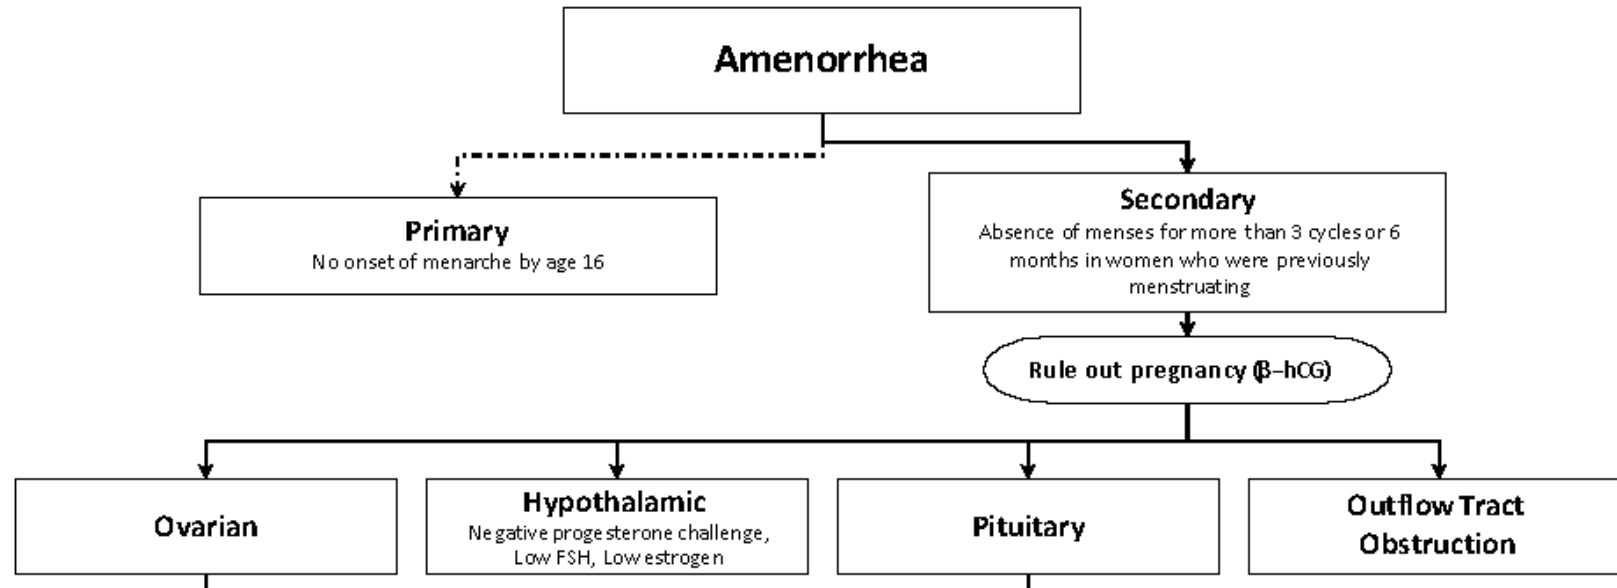 Amenorrhea
Primary
No onset of menarche by age 16
Secondary
Absence of menses for more than 3 cycles or 6
months in women who were previously
menstruating
Rule out pregnancy (β–hCG)
Ovarian
Hypothalamic
Negative progesterone challenge,
Low FSH, Low estrogen
Pituitary
Outflow Tract
Obstruction